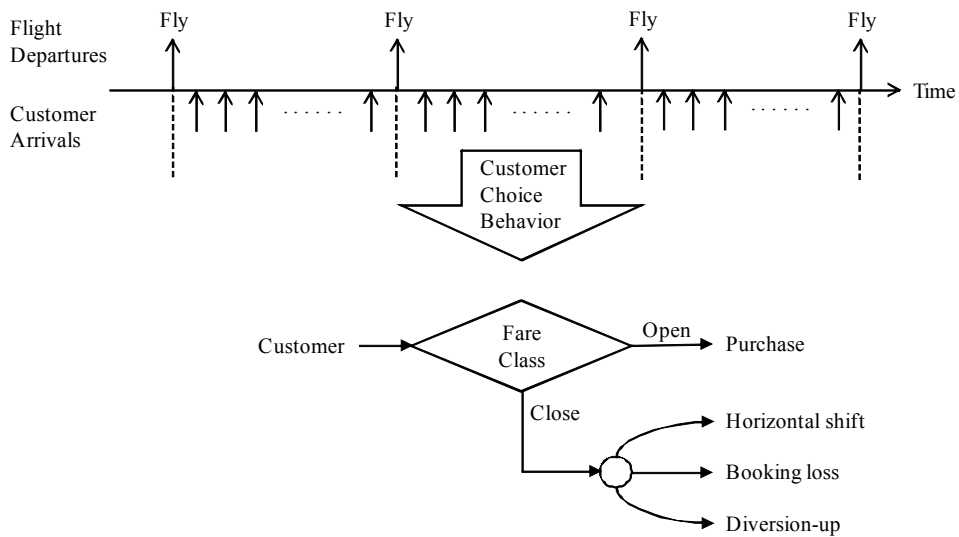 Flight
Departures
Fly
Fly
Fly
Fly
Time
Customer
Arrivals
. . . . . .
. . . . . .
. . . . . .
Customer
Choice
Behavior
Customer
Fare
Class
Open
Purchase
Close
Horizontal shift
Booking loss
Diversion-up